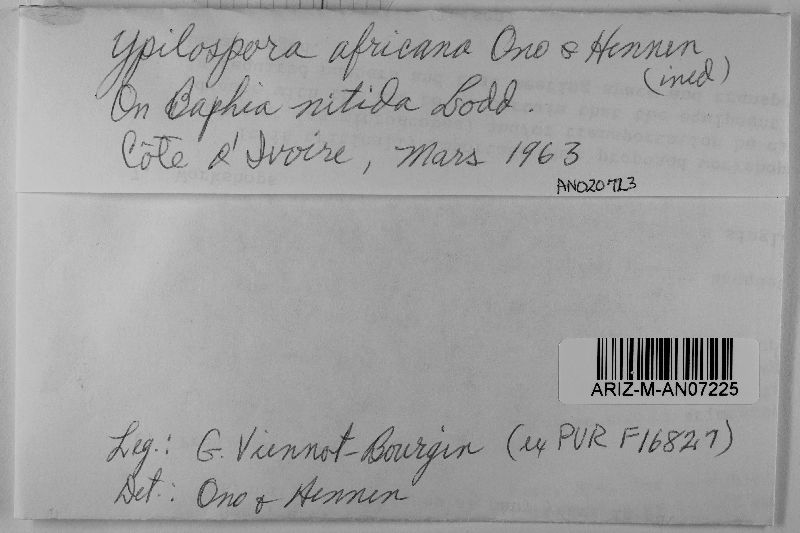 Ypilospora africana Ono & Hennen
(ined)
On Baphia nitida Lodd.
Côte d'Ivoire, Mars 1963
AN020723
ARIZ-M-AN07225
Leg.: G. Viennot-Bourgin (ex PUR F16827)
Det.: Ono & Hennen